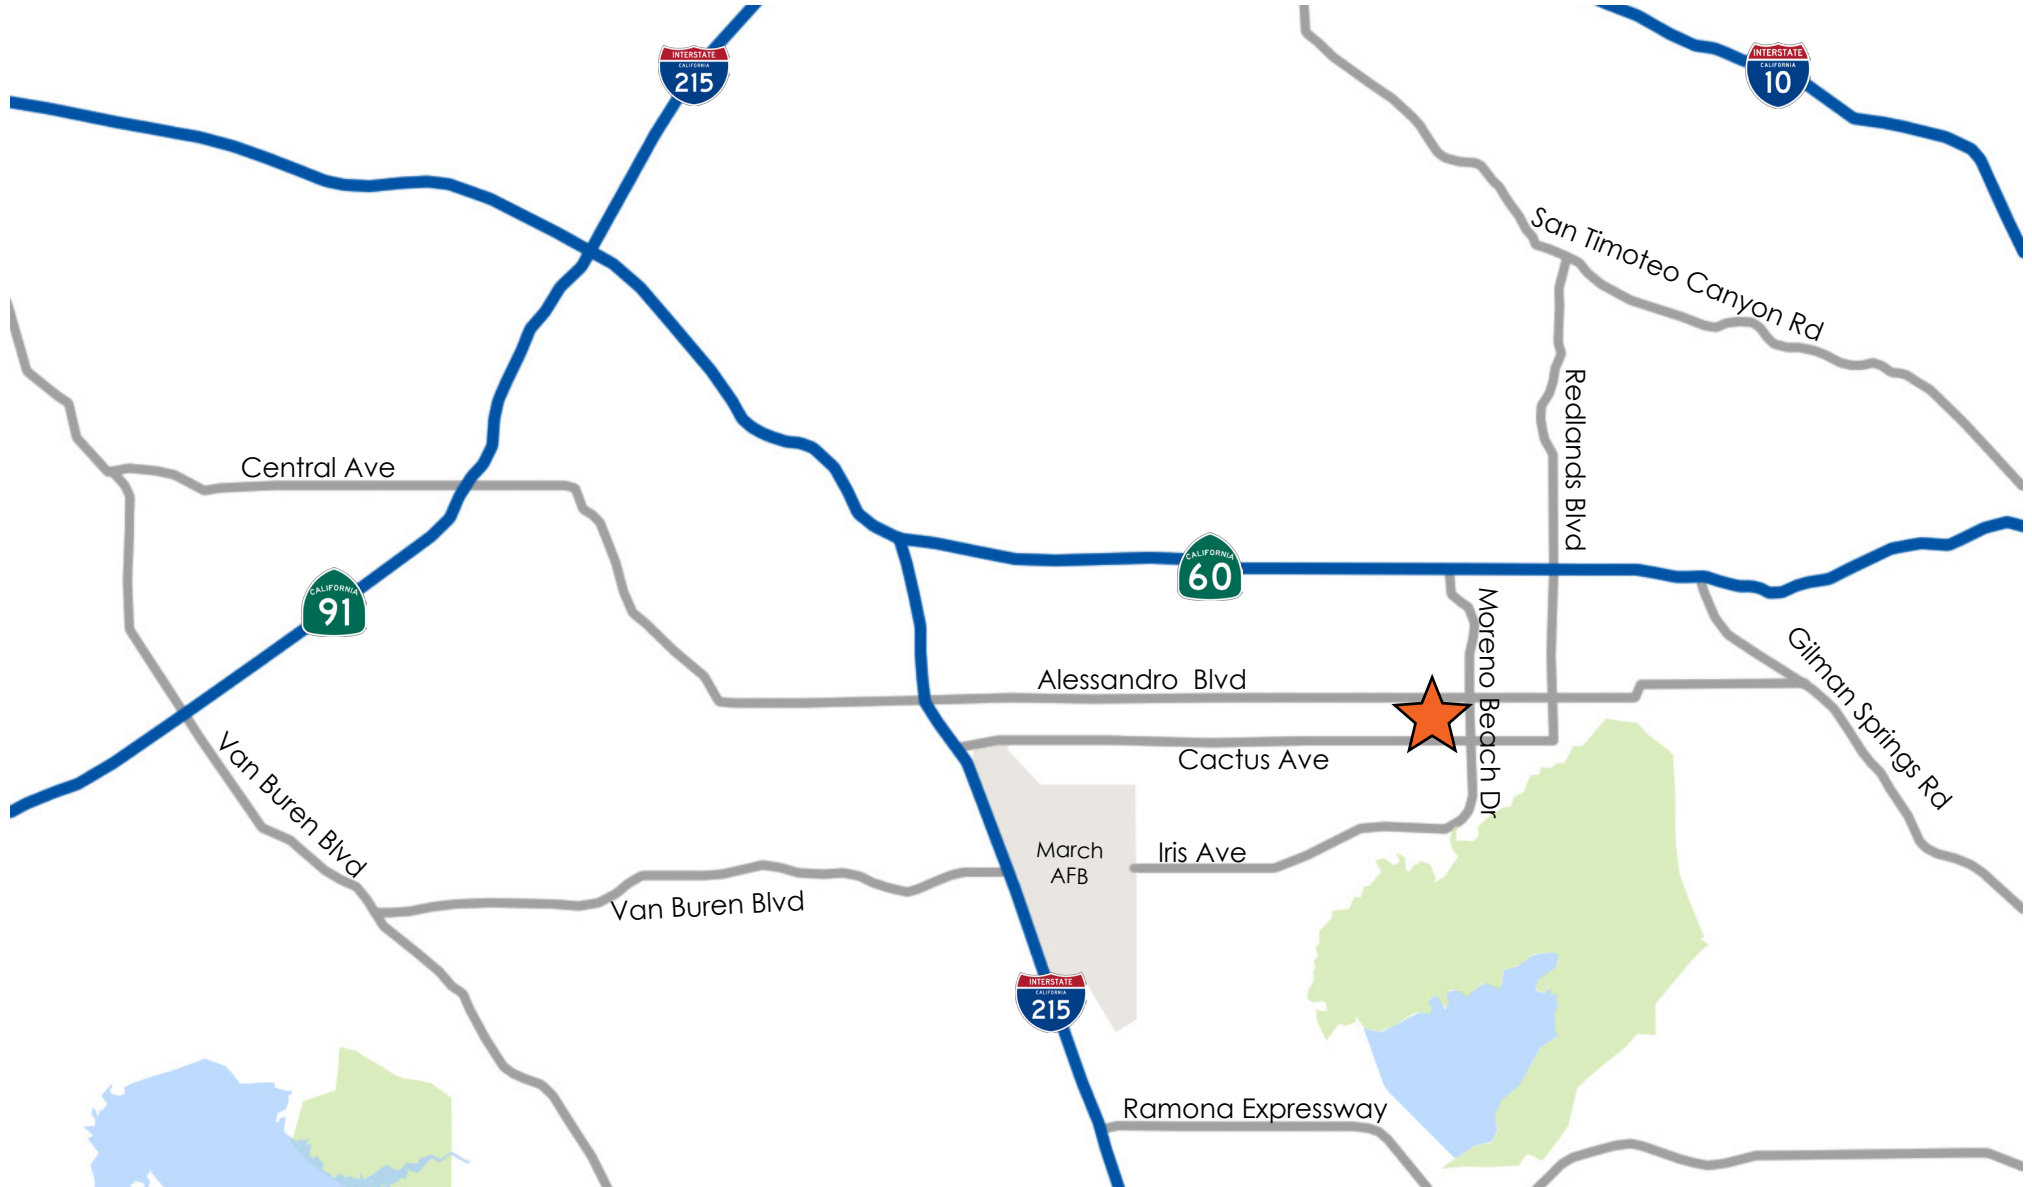 INTERSTATE
CALIFORNIA
215
INTERSTATE
CALIFORNIA
10
San Timoteo Canyon Rd
Redlands Blvd
Central Ave
CALIFORNIA
60
CALIFORNIA
91
Moreno Beach Dr
Gilman Springs Rd
Alessandro  Blvd
Cactus Ave
Van Buren Blvd
March
AFB
Iris Ave
Van Buren Blvd
INTERSTATE
CALIFORNIA
215
Ramona Expressway